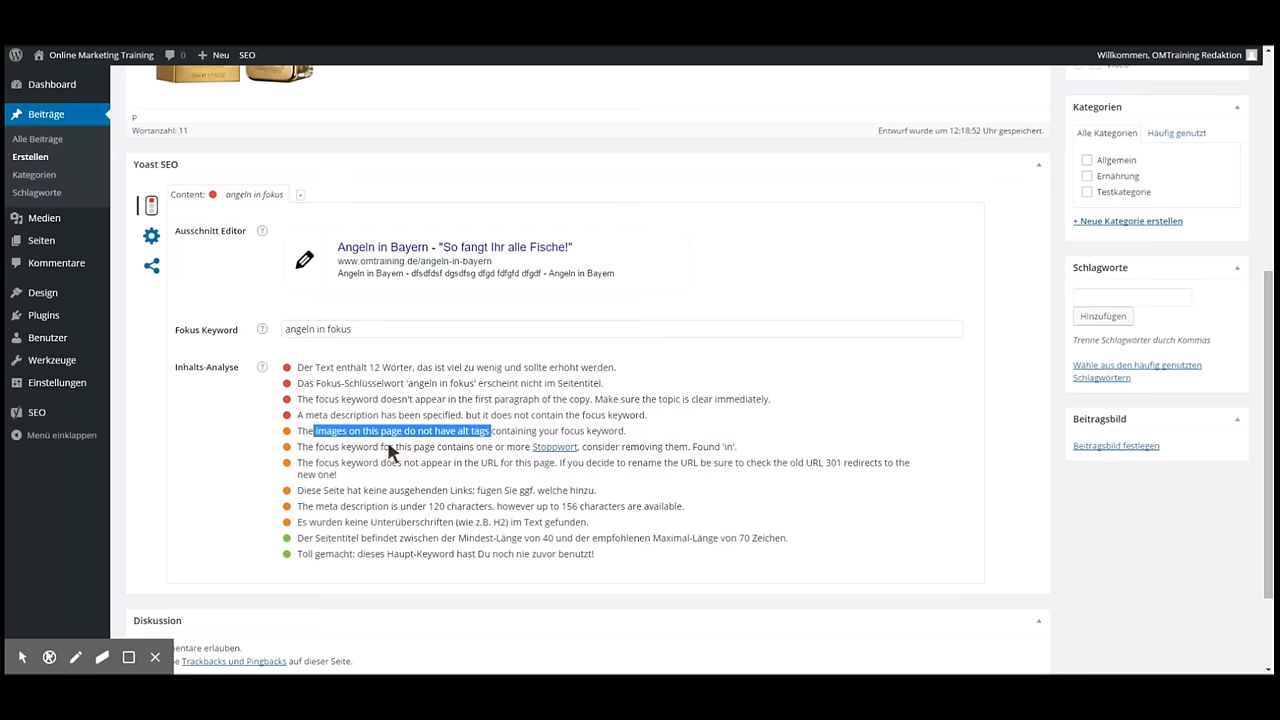 Online Marketing Training 0 Neu SEO Willkommen, OMTraining Redaktion
Dashboard
Beiträge
Alle Beiträge
Erstellen
Kategorien
Schlagworte
Medien
Seiten
Kommentare
Design
Plugins
Benutzer
Werkzeuge
Einstellungen
SEO
Menü einklappen
p
Wortanzahl: 11 Entwurf wurde um 12:18:52 Uhr gespeichert.
Yoast SEO
Content: angeln in fokus +
Ausschnitt Editor ?
Angeln in Bayern - "So fangt Ihr alle Fische!"
www.omtraining.de/angeln-in-bayern
Angeln in Bayern - dfsdfdsf dgsdfsg dfgd fdfgfd dfgdf - Angeln in Bayern
Fokus Keyword ? angeln in fokus
Inhalts-Analyse ?
Der Text enthält 12 Wörter, das ist viel zu wenig und sollte erhöht werden.
Das Fokus-Schlüsselwort 'angeln in fokus' erscheint nicht im Seitentitel.
The focus keyword doesn't appear in the first paragraph of the copy. Make sure the topic is clear immediately.
A meta description has been specified, but it does not contain the focus keyword.
The images on this page do not have alt tags containing your focus keyword.
The focus keyword for this page contains one or more Stoppwort, consider removing them. Found 'in'.
The focus keyword does not appear in the URL for this page. If you decide to rename the URL be sure to check the old URL 301 redirects to the
new one!
Diese Seite hat keine ausgehenden Links; fügen Sie ggf. welche hinzu.
The meta description is under 120 characters, however up to 156 characters are available.
Es wurden keine Unterüberschriften (wie z.B. H2) im Text gefunden.
Der Seitentitel befindet zwischen der Mindest-Länge von 40 und der empfohlenen Maximal-Länge von 70 Zeichen.
Toll gemacht: dieses Haupt-Keyword hast Du noch nie zuvor benutzt!
Diskussion
mentare erlauben.
Trackbacks und Pingbacks auf dieser Seite.
Kategorien
Alle Kategorien Häufig genutzt
Allgemein
Ernährung
Testkategorie
+ Neue Kategorie erstellen
Schlagworte
Hinzufügen
Trenne Schlagwörter durch Kommas
Wähle aus den häufig genutzten
Schlagwörtern
Beitragsbild
Beitragsbild festlegen